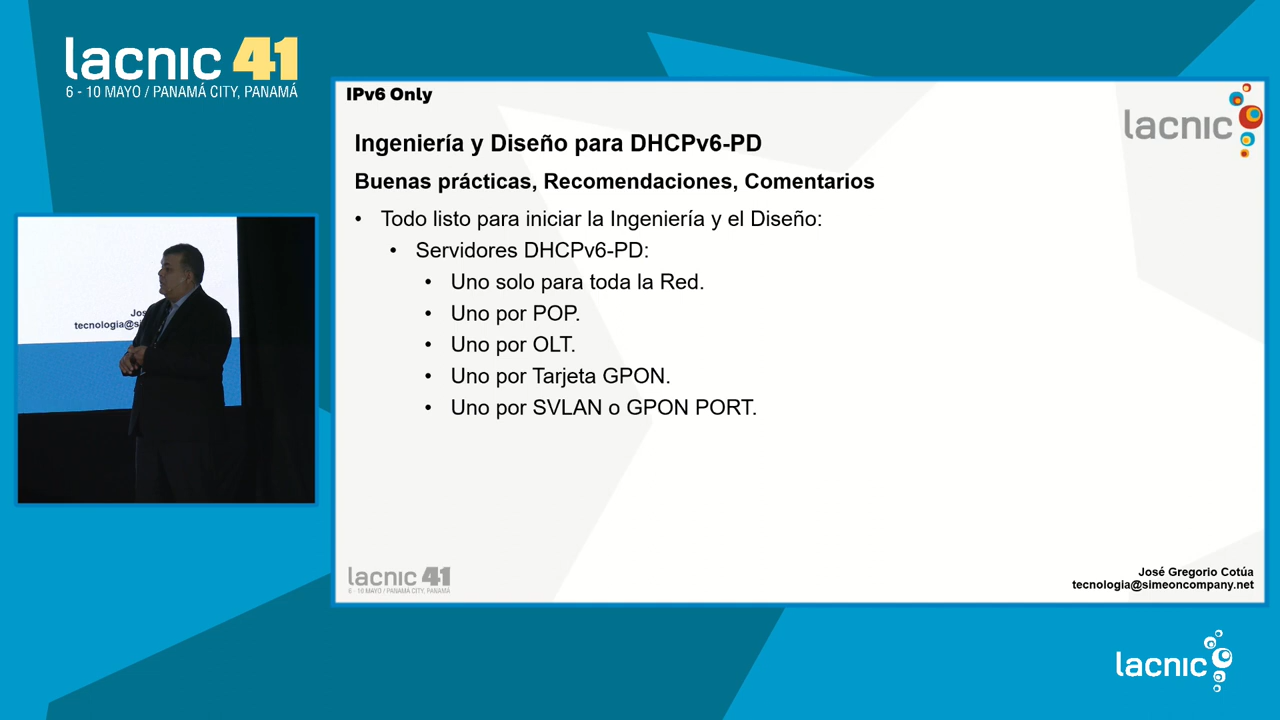 lacnic 41
6 - 10 MAYO / PANAMÁ CITY, PANAMÁ
IPv6 Only
lacnic
Ingeniería y Diseño para DHCPv6-PD
Buenas prácticas, Recomendaciones, Comentarios
• Todo listo para iniciar la Ingeniería y el Diseño:
• Servidores DHCPv6-PD:
• Uno solo para toda la Red.
• Uno por POP.
• Uno por OLT.
• Uno por Tarjeta GPON.
• Uno por SVLAN o GPON PORT.
lacnic 41
6 - 10 MAYO / PANAMÁ CITY, PANAMÁ
José Gregorio Cotúa
tecnologia@simeoncompany.net
tecnologia@
lacnic